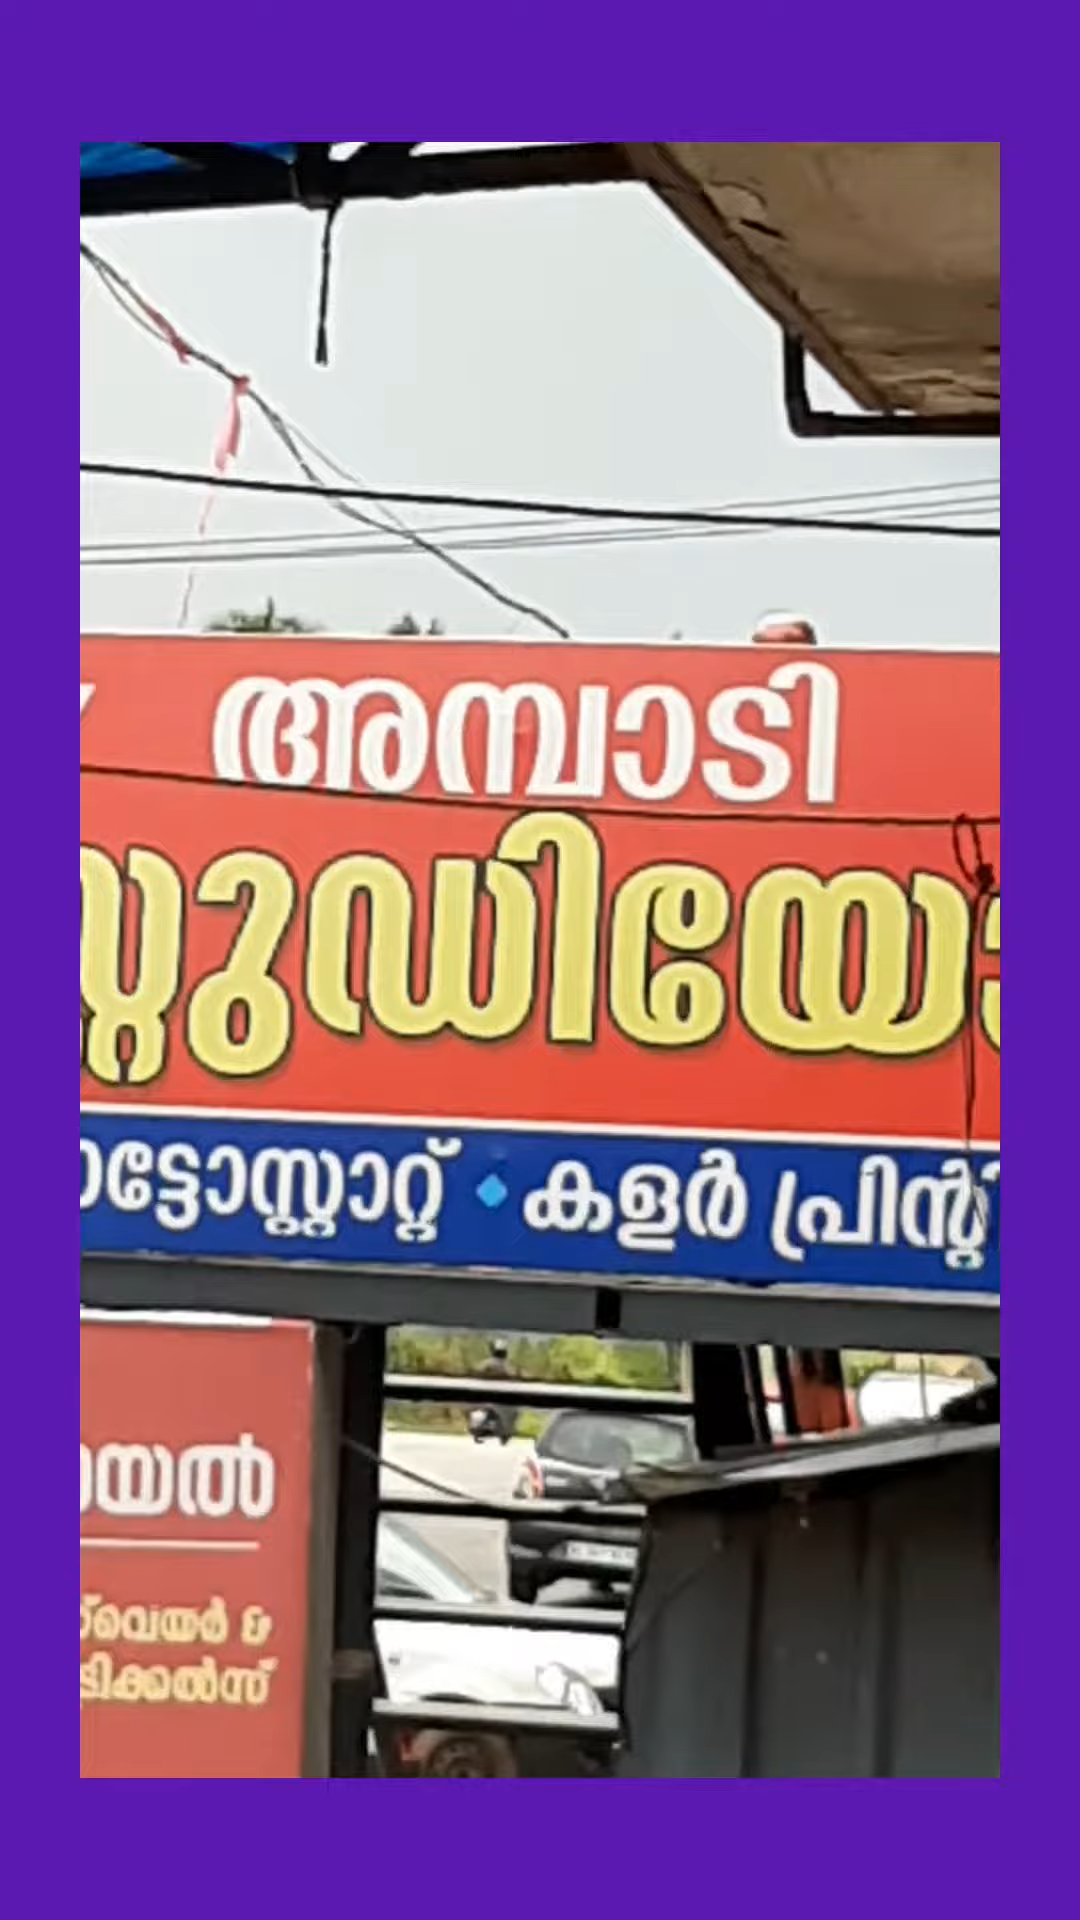 അമ്പാടി
സ്റ്റുഡിയോ
ട്ടോസ്റ്റാറ്റ് • കളർ പ്രിന്റി
യൽ
വെയർ &
ടിക്കൽസ്